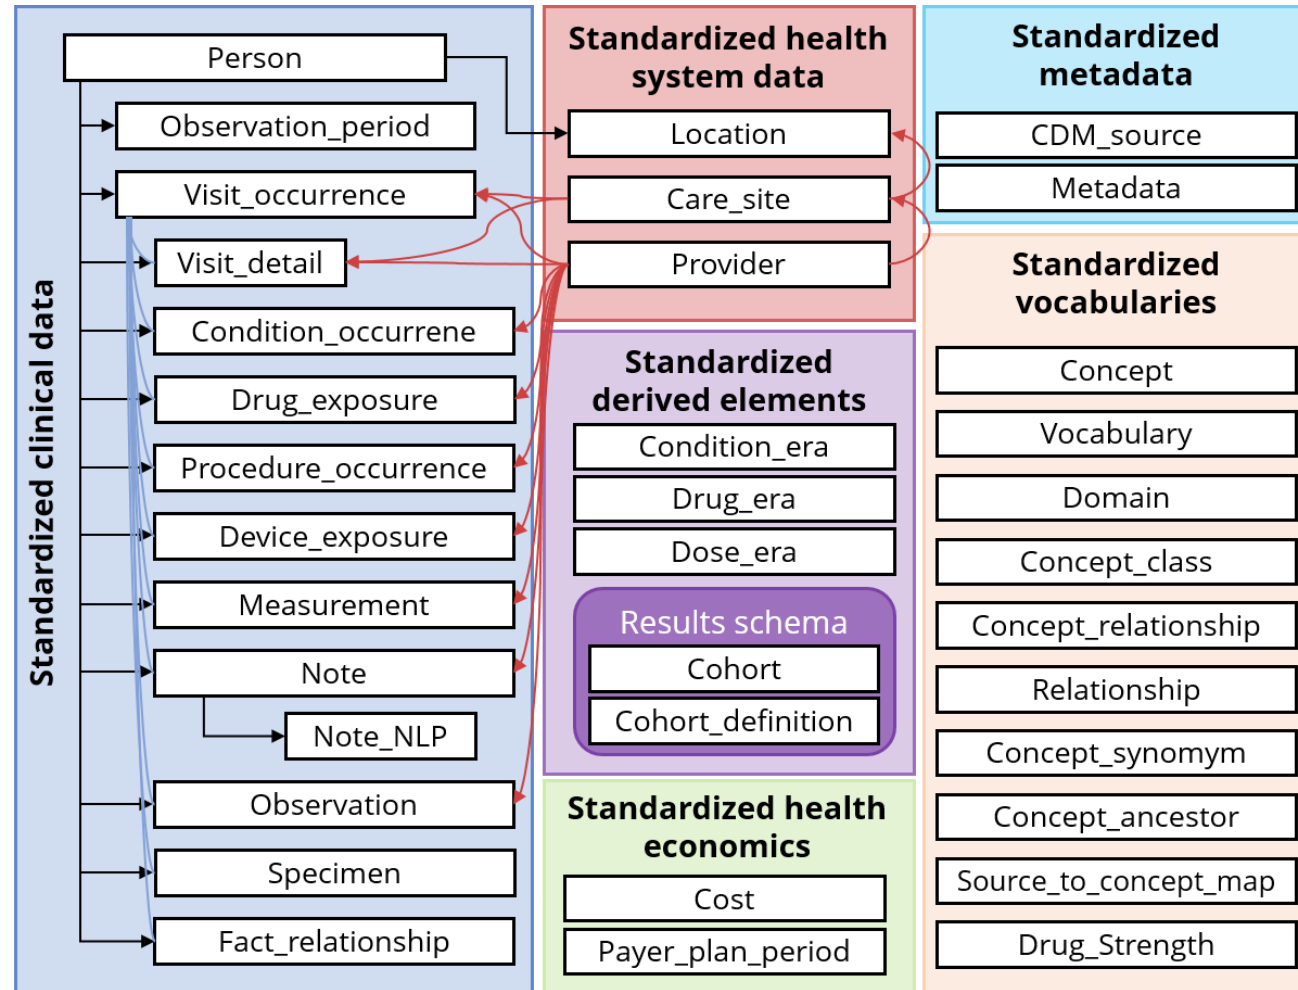 Standardized clinical data
Person
Observation_period
Visit_occurrence
Visit_detail
Condition_occurrene
Drug_exposure
Procedure_occurrence
Device_exposure
Measurement
Note
Note_NLP
Observation
Specimen
Fact_relationship
Standardized health
system data
Location
Care_site
Provider
Standardized
derived elements
Condition_era
Drug_era
Dose_era
Results schema
Cohort
Cohort_definition
Standardized health
economics
Cost
Payer_plan_period
Standardized
metadata
CDM_source
Metadata
Standardized
vocabularies
Concept
Vocabulary
Domain
Concept_class
Concept_relationship
Relationship
Concept_synomym
Concept_ancestor
Source_to_concept_map
Drug_Strength